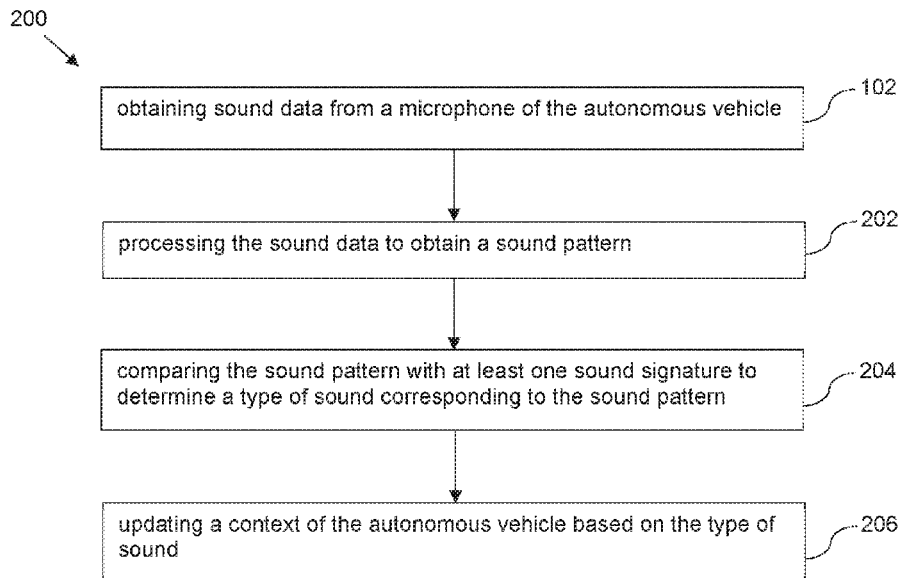 200
obtaining sound data from a microphone of the autonomous vehicle
102
processing the sound data to obtain a sound pattern
202
comparing the sound pattern with at least one sound signature to
determine a type of sound corresponding to the sound pattern
204
updating a context of the autonomous vehicle based on the type of
sound
206